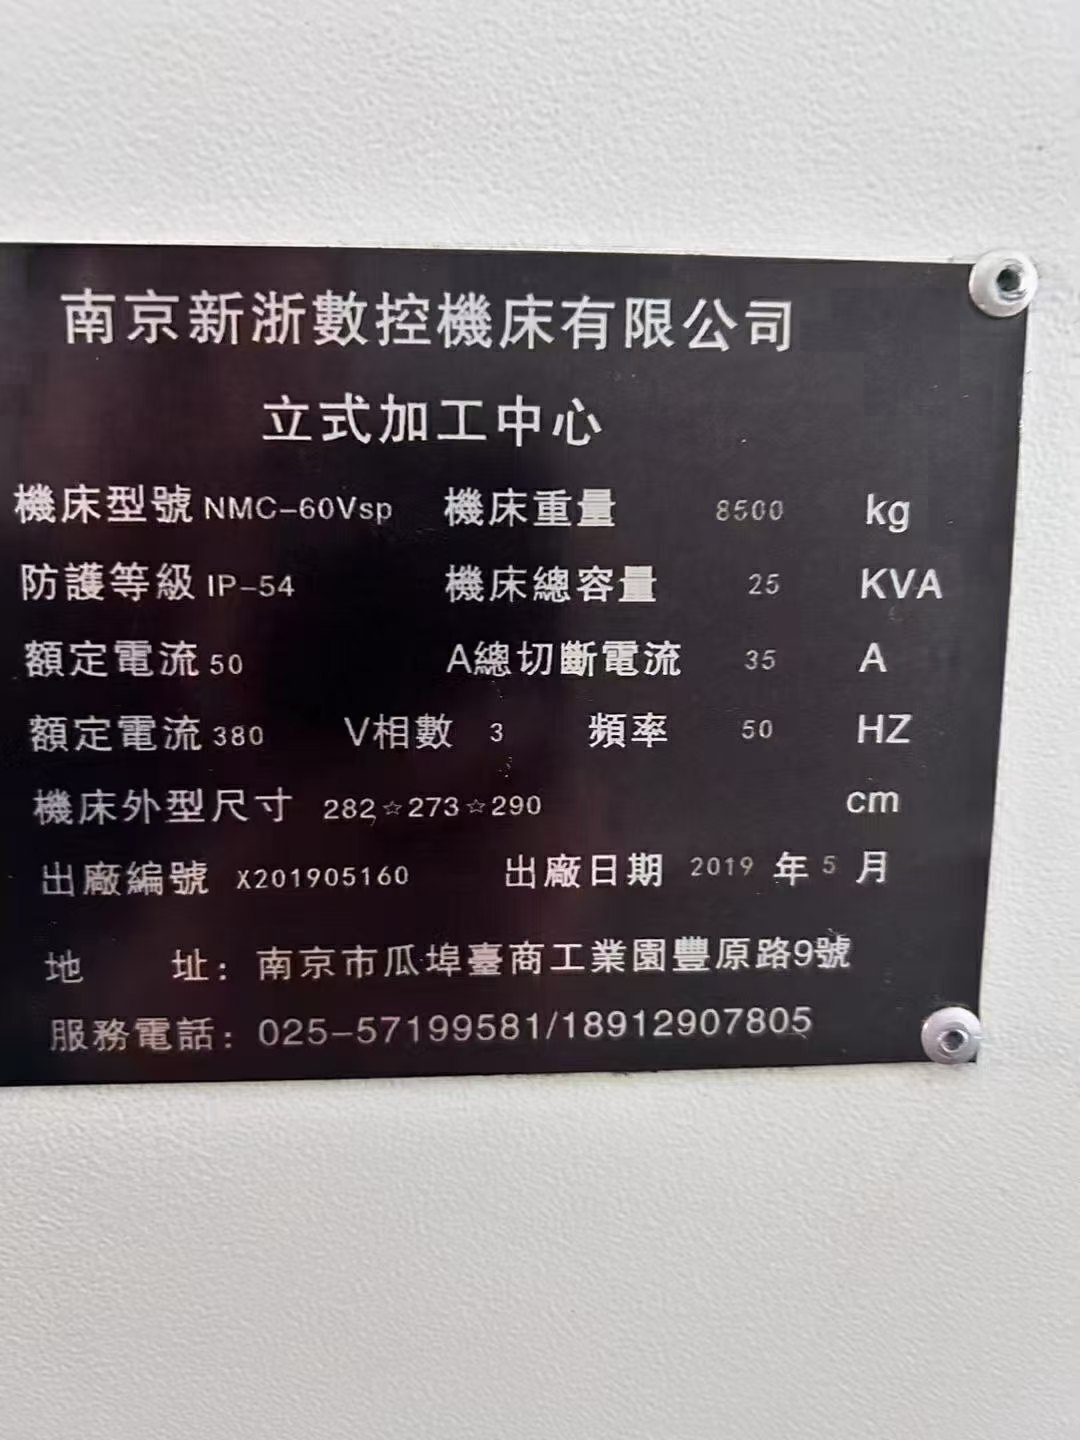 南京新浙數控機床有限公司
立式加工中心
機床型號 NMC-60Vsp 機床重量 8500 kg
防護等級 IP-54 機床總容量 25 KVA
額定電流 50 A總切斷電流 35 A
額定電流 380 V相數 3 頻率 50 HZ
機床外型尺寸 282☆273☆290 cm
出廠編號 X201905160 出廠日期 2019 年 5 月
地 址: 南京市瓜埠臺商工業園豐原路9號
服務電話: 025-57199581/18912907805